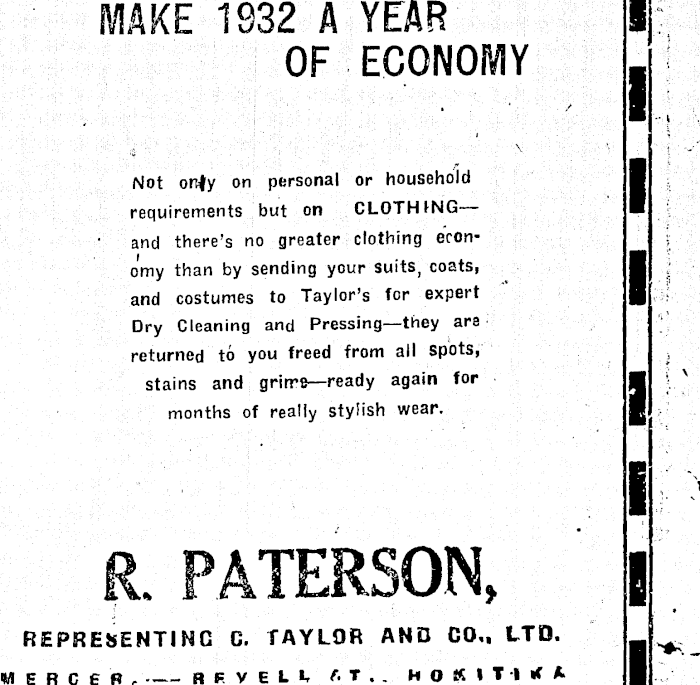 MAKE 1932 A YEAR
OF ECONOMY
Not only on personal or household
requirements but on CLOTHING—
and there's no greater clothing econ-
omy than by sending your suits, coats,
and costumes to Taylor's for expert
Dry Cleaning and Pressing—they are
returned to you freed from all spots,
stains and grime—ready again for
months of really stylish wear.
R. PATERSON,
REPRESENTING C. TAYLOR AND CO., LTD.
MERCER. — REVELL ST., HOKITIKA